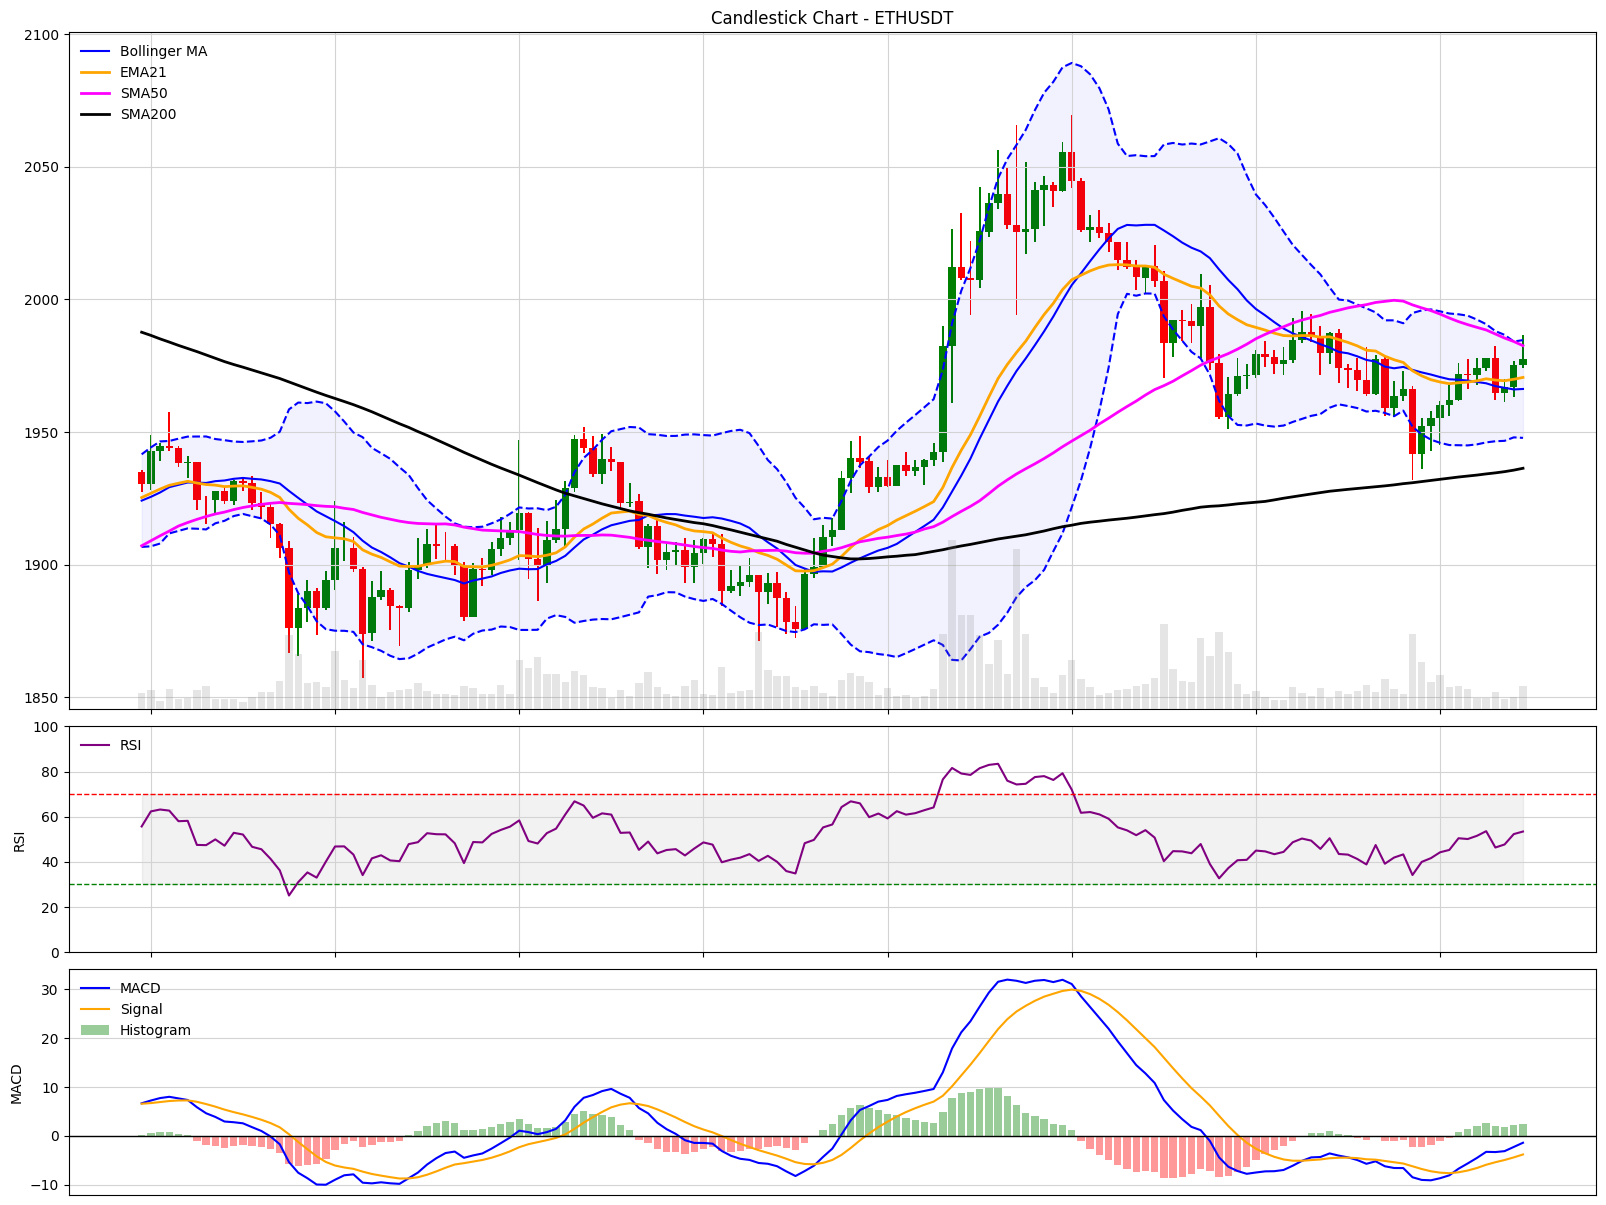 Candlestick Chart - ETHUSDT
2100
2050
2000
1950
1900
1850
Bollinger MA
EMA21
SMA50
SMA200
100
80
60
40
20
0
RSI
RSI
30
20
10
0
−10
MACD
MACD
Signal
Histogram